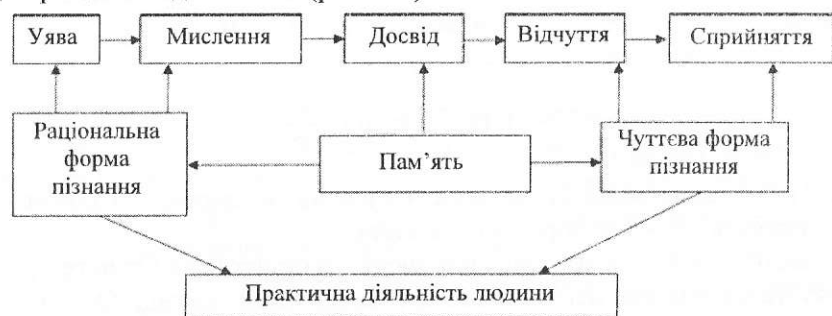 Уява
Мислення
Досвід
Відчуття
Сприйняття
Раціональна
форма
пізнання
Пам’ять
Чуттєва форма
пізнання
Практична діяльність людини